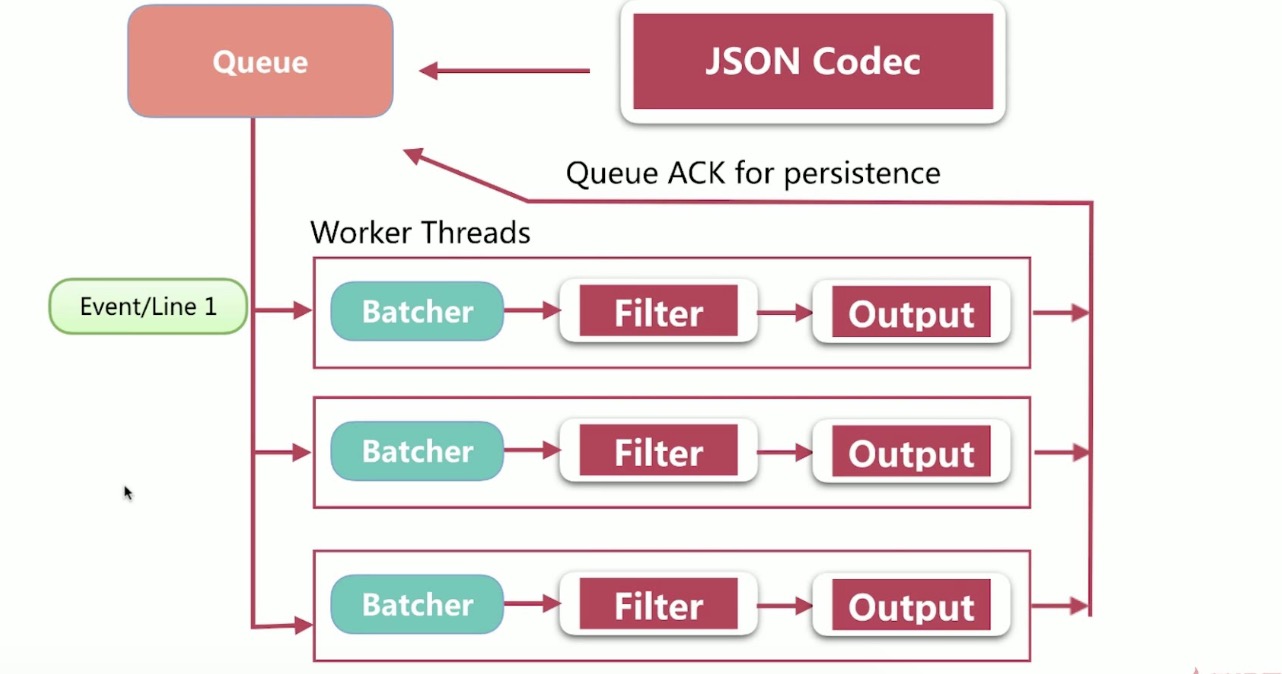 Queue
JSON Codec
Queue ACK for persistence
Worker Threads
Event/Line 1
Batcher
Filter
Output
Batcher
Filter
Output
Batcher
Filter
Output